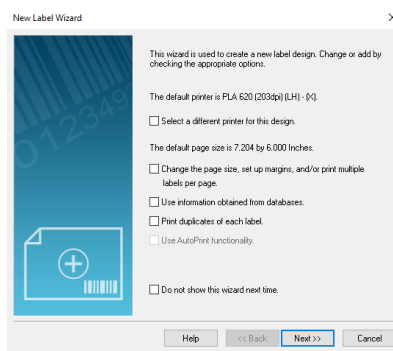 New Label Wizard
This wizard is used to create a new label design. Change or add by
checking the appropriate options.
The default printer is PLA 620 (203dpi) (LH) - (X).
Select a different printer for this design.
The default page size is 7.204 by 6.000 Inches.
Change the page size, set up margins, and/or print multiple
labels per page.
Use information obtained from databases.
Print duplicates of each label.
Use AutoPrint functionality.
Do not show this wizard next time.
Help
<< Back
Next >>
Cancel